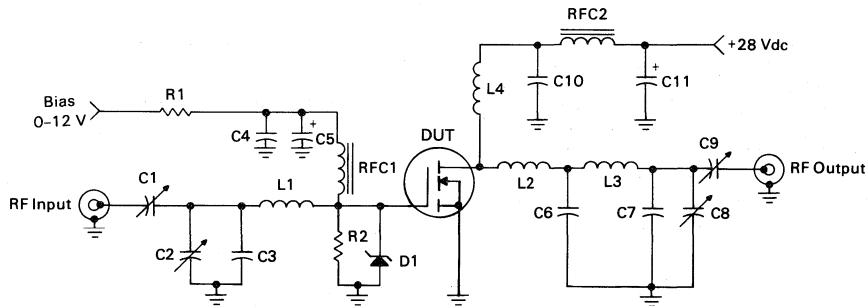 RFC2
+28 Vdc
L4
C10
+
C11
R1
Bias
0–12 V
C4
+
C5
RFC1
DUT
C9
RF Output
L1
L2
L3
C1
RF Input
C2
C3
R2
D1
C6
C7
C8